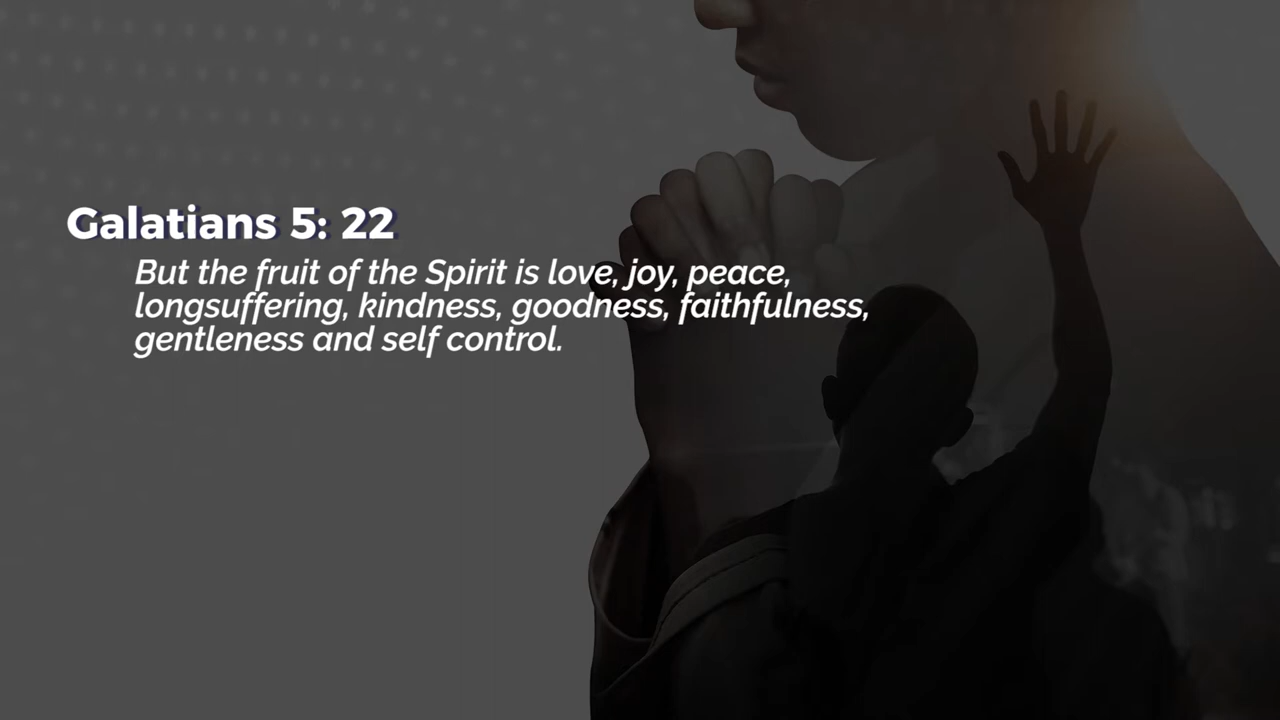 Galatians 5: 22
But the fruit of the Spirit is love, joy, peace,
longsuffering, kindness, goodness, faithfulness,
gentleness and self control.